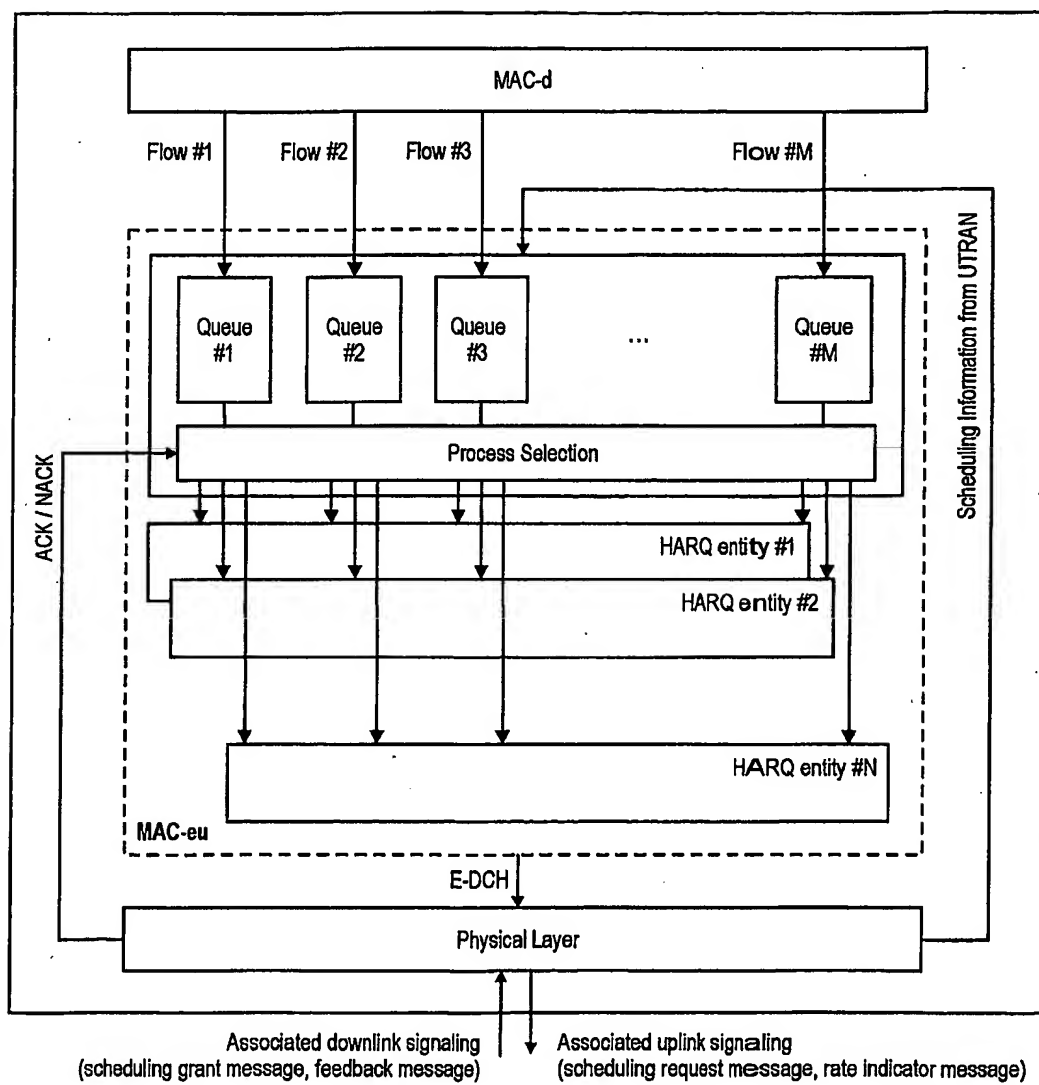 MAC-d
Flow #1
Flow #2
Flow #3
Flow #M
Queue
#1
Queue
#2
Queue
#3
...
Queue
#M
Process Selection
ACK / NACK
Scheduling Information from UTRAN
HARQ entity #1
HARQ entity #2
HARQ entity #N
MAC-eu
E-DCH
Physical Layer
Associated downlink signaling
(scheduling grant message, feedback message)
Associated uplink signaling
(scheduling request message, rate indicator message)